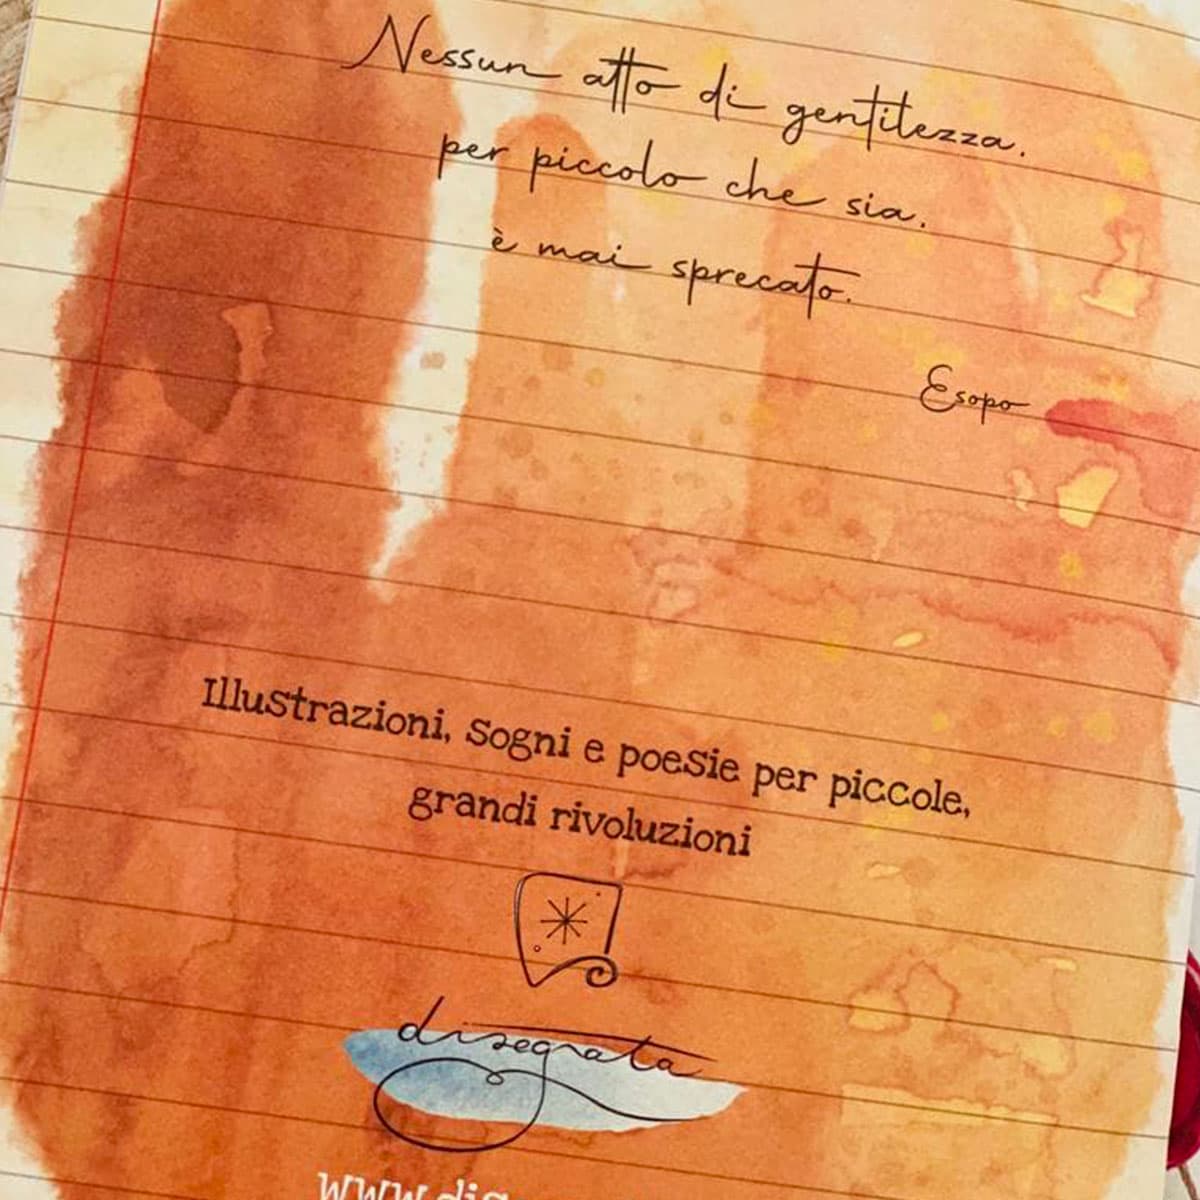 Nessun atto di gentilezza.
per piccolo che sia.
è mai sprecato.
Esopo
Illustrazioni, sogni e poesie per piccole,
grandi rivoluzioni
disegnata